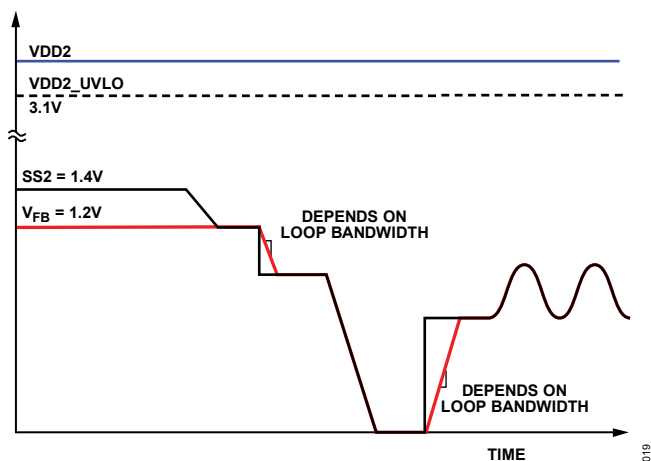 VDD2
VDD2_UVLO
3.1V
SS2 = 1.4V
VFB = 1.2V
DEPENDS ON
LOOP BANDWIDTH
DEPENDS ON
LOOP BANDWIDTH
TIME
019